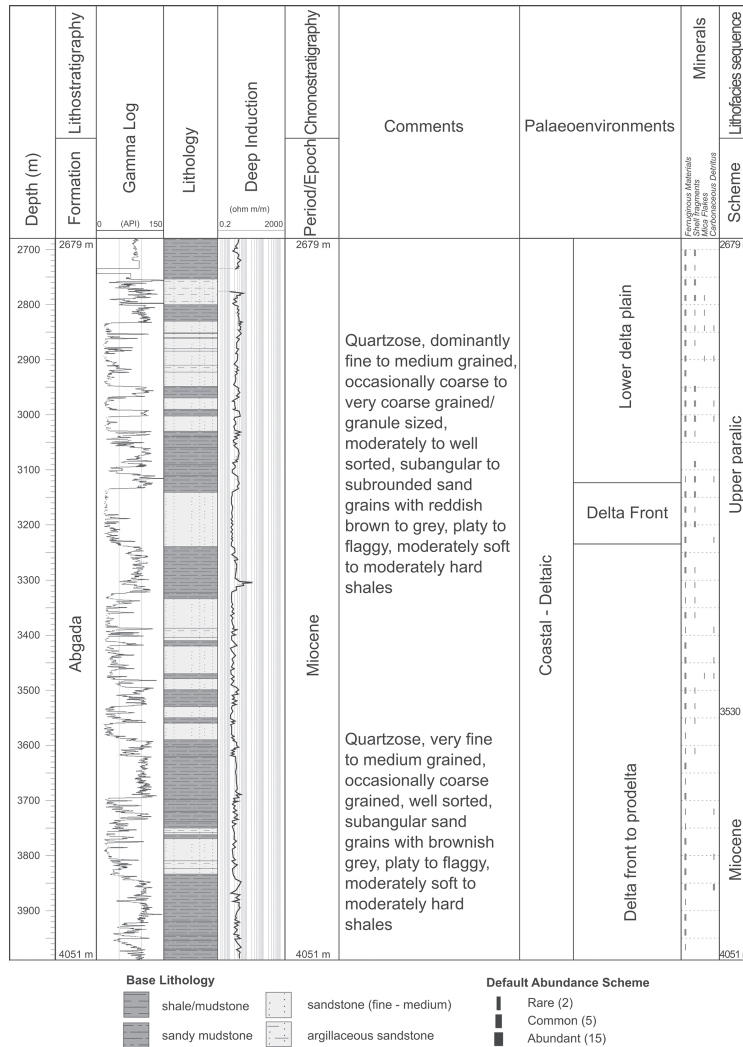 Depth (m)
Lithostratigraphy
Formation
Gamma Log
0 (API) 150
Lithology
Deep Induction
(ohm m/m)
0.2 2000
Chronostratigraphy
Period/Epoch
Comments
Palaeoenvironments
Minerals
Ferruginous Materials
Shell fragments
Mica Flakes
Carbonaceous Detritus
Lithofacies sequence
Scheme
2679 m
2679 m
2679
2700
2800
2900
3000
3100
3200
3300
3400
3500
3600
3700
3800
3900
Abgada
Miocene
Quartzose, dominantly
fine to medium grained,
occasionally coarse to
very coarse grained/
granule sized,
moderately to well
sorted, subangular to
subrounded sand
grains with reddish
brown to grey, platy to
flaggy, moderately soft
to moderately hard
shales
Quartzose, very fine
to medium grained,
occasionally coarse
grained, well sorted,
subangular sand
grains with brownish
grey, platy to flaggy,
moderately soft to
moderately hard
shales
Coastal - Deltaic
Lower delta plain
Delta Front
Delta front to prodelta
Upper paralic
3530
Miocene
4051 m
4051 m
4051
Base Lithology
shale/mudstone
sandstone (fine - medium)
sandy mudstone
argillaceous sandstone
Default Abundance Scheme
Rare (2)
Common (5)
Abundant (15)